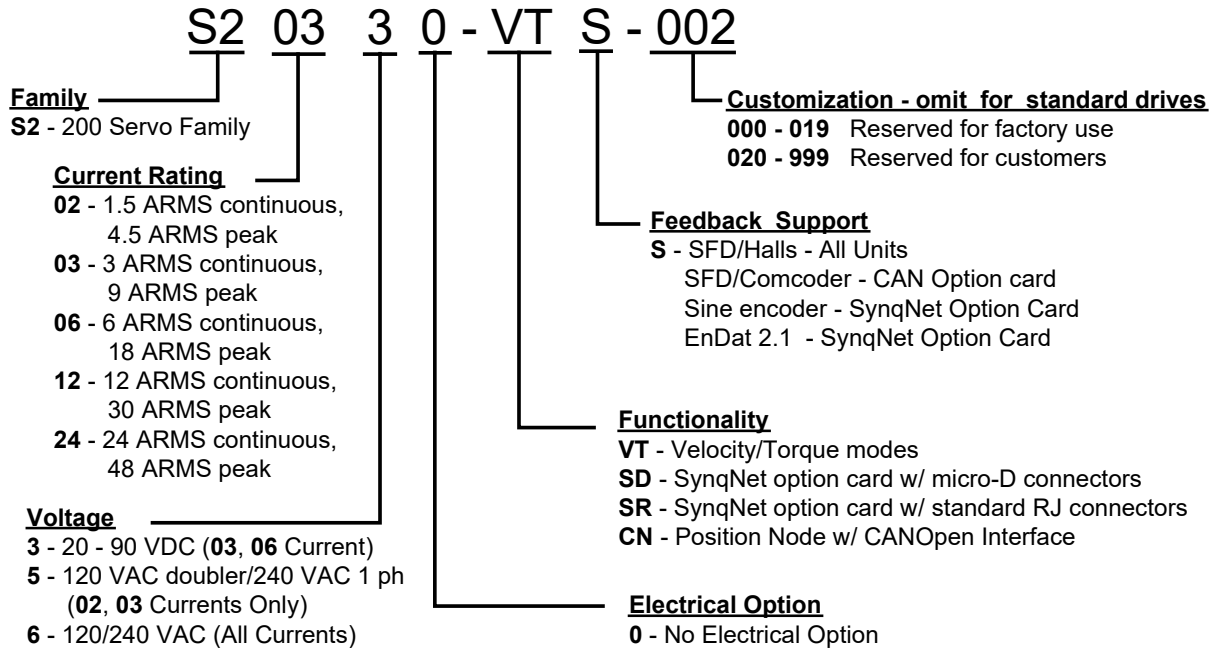 S2 03 3 0 - VT S - 002
Family
S2 - 200 Servo Family
Current Rating
02 - 1.5 ARMS continuous,
4.5 ARMS peak
03 - 3 ARMS continuous,
9 ARMS peak
06 - 6 ARMS continuous,
18 ARMS peak
12 - 12 ARMS continuous,
30 ARMS peak
24 - 24 ARMS continuous,
48 ARMS peak
Voltage
3 - 20 - 90 VDC (03, 06 Current)
5 - 120 VAC doubler/240 VAC 1 ph
(02, 03 Currents Only)
6 - 120/240 VAC (All Currents)
Customization - omit for standard drives
000 - 019 Reserved for factory use
020 - 999 Reserved for customers
Feedback Support
S - SFD/Halls - All Units
SFD/Comcoder - CAN Option card
Sine encoder - SynqNet Option Card
EnDat 2.1 - SynqNet Option Card
Functionality
VT - Velocity/Torque modes
SD - SynqNet option card w/ micro-D connectors
SR - SynqNet option card w/ standard RJ connectors
CN - Position Node w/ CANOpen Interface
Electrical Option
0 - No Electrical Option